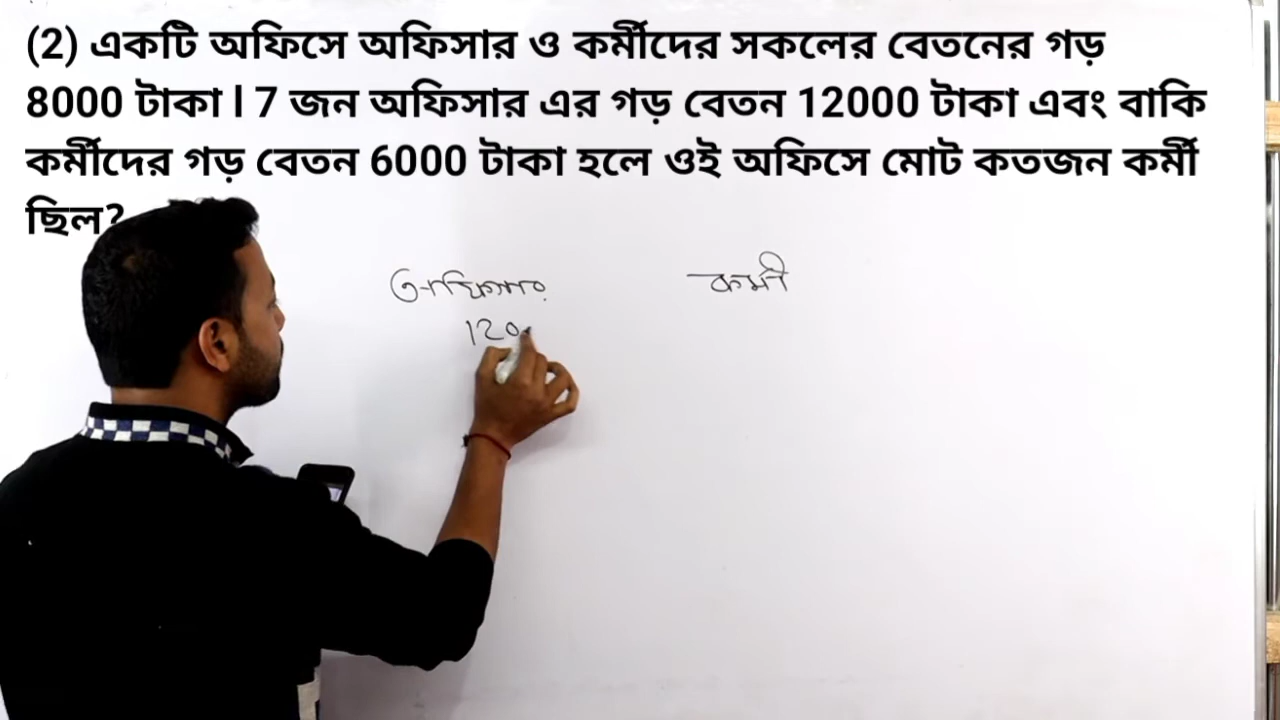 (2) একটি অফিসে অফিসার ও কর্মীদের সকলের বেতনের গড়
8000 টাকা l 7 জন অফিসার এর গড় বেতন 12000 টাকা এবং বাকি
কর্মীদের গড় বেতন 6000 টাকা হলে ওই অফিসে মোট কতজন কর্মী
ছিল?
অফিসার কর্মী
120